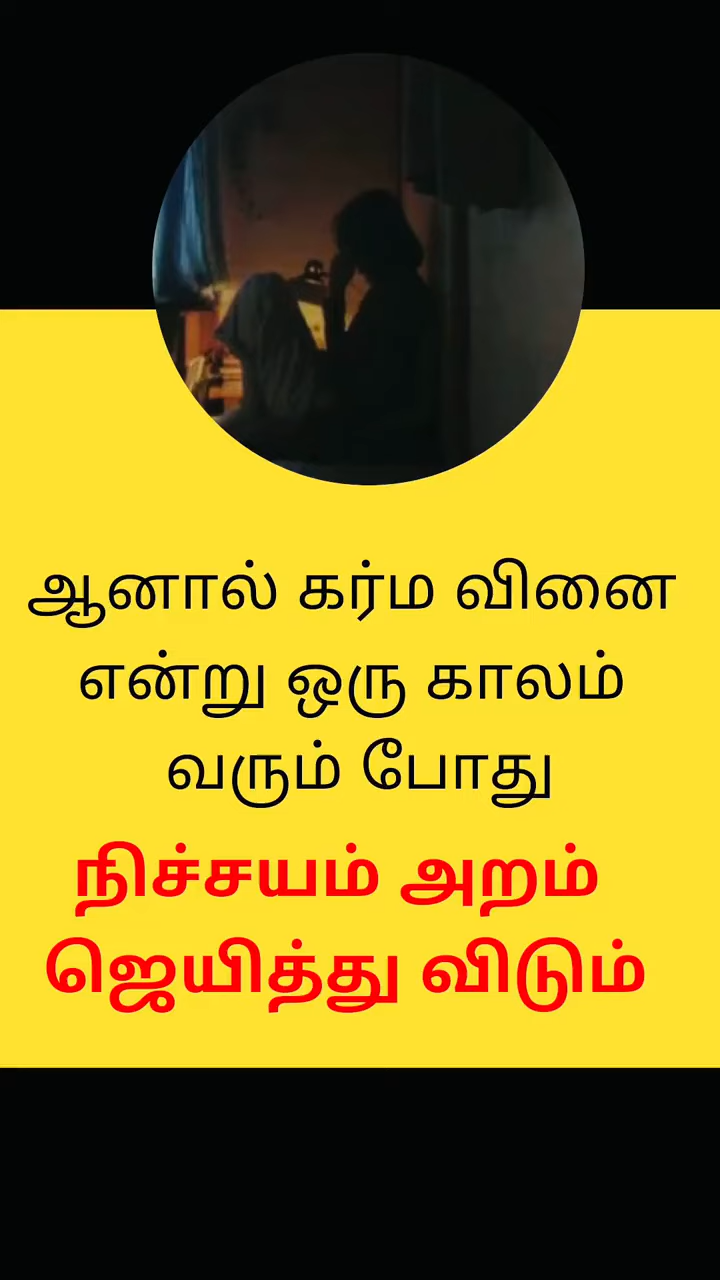 ஆனால் கர்ம வினை
என்று ஒரு காலம்
வரும் போது
நிச்சயம் அறம்
ஜெயித்து விடும்